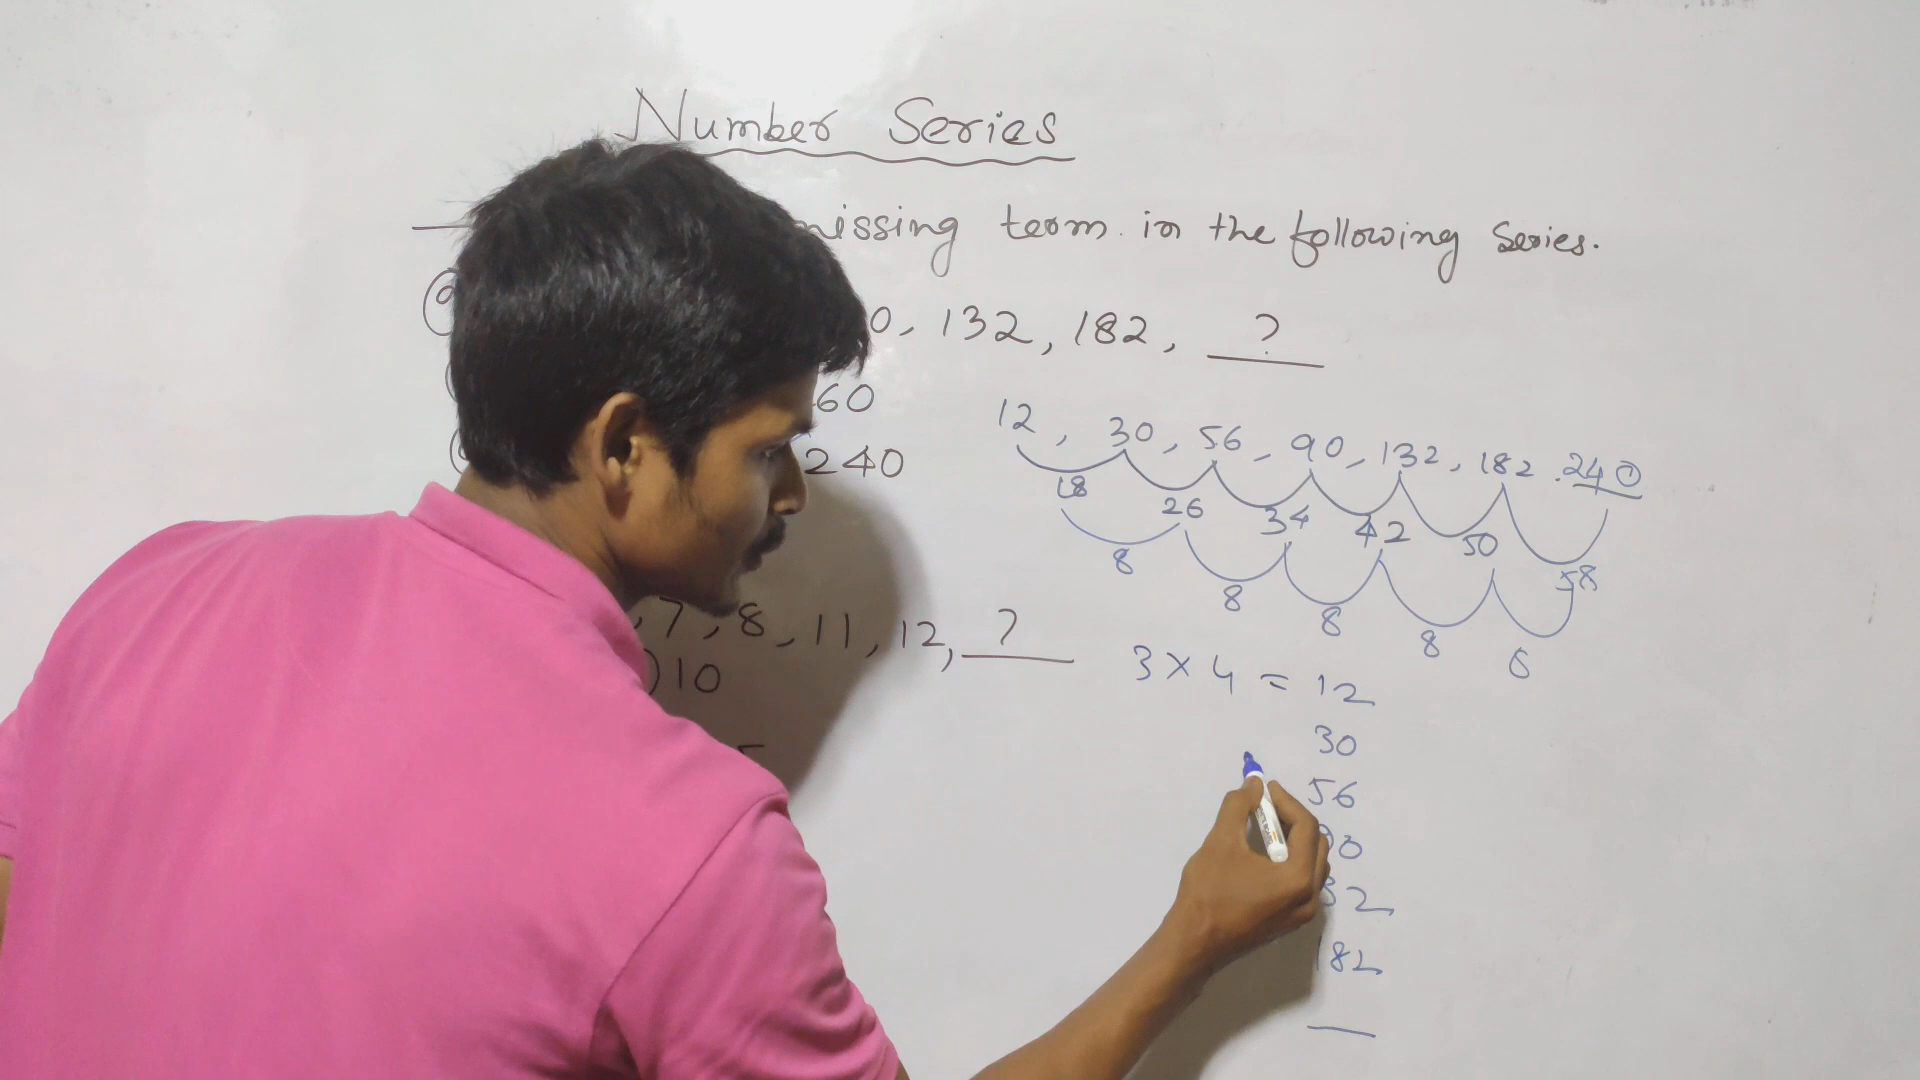 Number Series
missing term in the following Series.
0, 132, 182, ?
60
240
12, 30, 56, 90, 132, 182. 240
18 26 34 42 50 58
8 8 8 8 8
7, 8, 11, 12, ?
)10
3 × 4 = 12
30
56
90
32
182